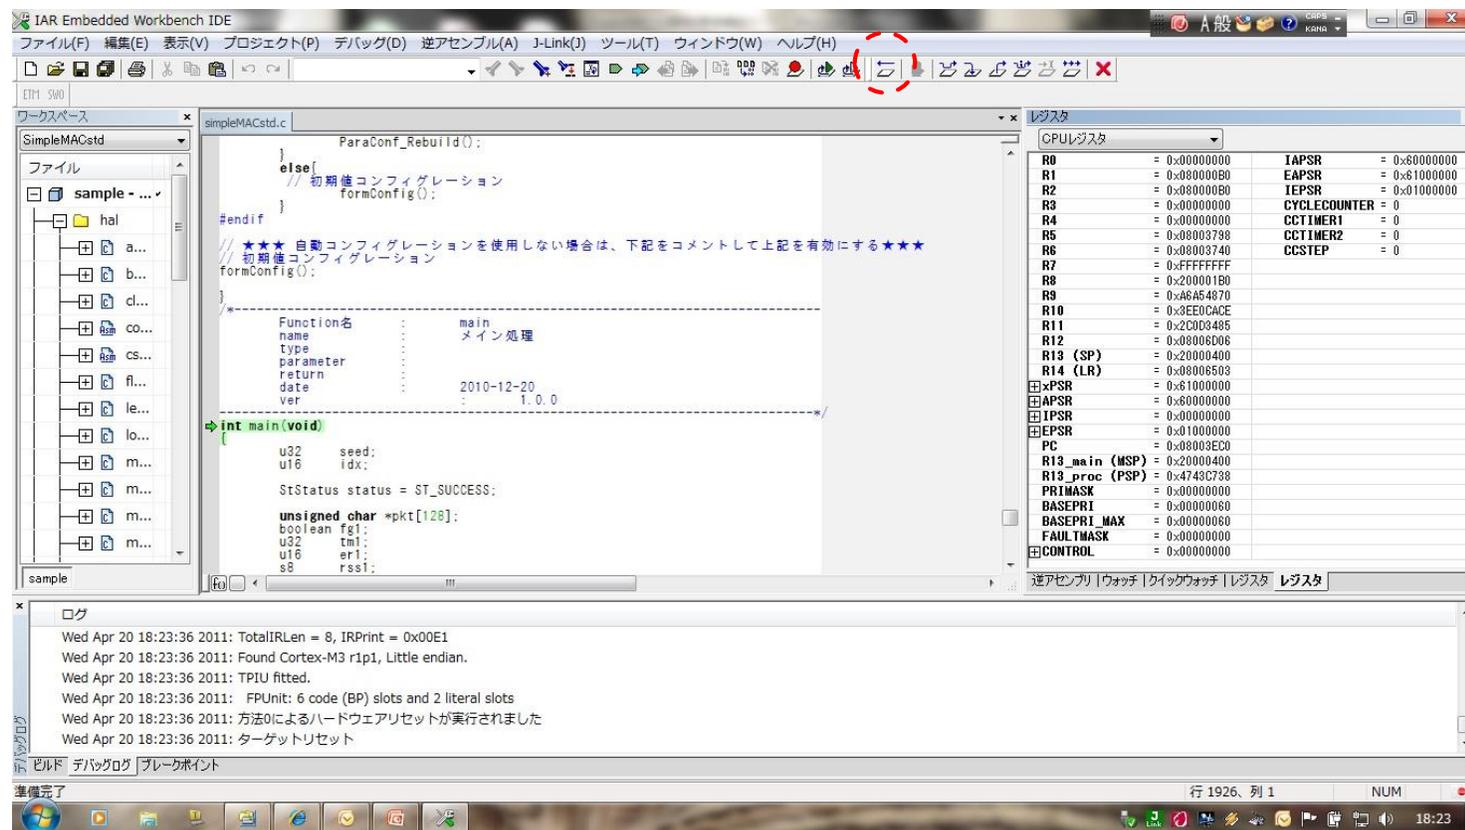 IAR Embedded Workbench IDE
A 般 CAPS KANA
ファイル(F) 編集(E) 表示(V) プロジェクト(P) デバッグ(D) 逆アセンブル(A) J-Link(J) ツール(T) ウィンドウ(W) ヘルプ(H)
ETM SWO
ワークスペース
SimpleMACstd
ファイル
sample - ...
hal
a...
b...
cl...
co...
cs...
fl...
le...
lo...
m...
m...
m...
m...
sample
simpleMACstd.c
ParaConf_Rebuild();
}
else{
// 初期値コンフィグレーション
formConfig();
}
#endif
// ★★★ 自動コンフィグレーションを使用しない場合は、下記をコメントして上記を有効にする★★★
// 初期値コンフィグレーション
formConfig();
}
/*------------------------------------------------------------
Function名 : main
name : メイン処理
type :
parameter :
return :
date : 2010-12-20
ver : 1.0.0
------------------------------------------------------------*/
int main(void)
{
u32 seed;
u16 idx;
StStatus status = ST_SUCCESS;
unsigned char *pkt[128];
boolean fg1;
u32 tm1;
u16 er1;
s8 rssi;
レジスタ
CPUレジスタ
R0 = 0x00000000 IAPSR = 0x60000000
R1 = 0x080000B0 EAPSR = 0x61000000
R2 = 0x080000B0 IEPSR = 0x01000000
R3 = 0x00000000 CYCLECOUNTER = 0
R4 = 0x00000000 CCTIMER1 = 0
R5 = 0x08003798 CCTIMER2 = 0
R6 = 0x08003740 CCSTEP = 0
R7 = 0xFFFFFFFF
R8 = 0x200001B0
R9 = 0xA6A54870
R10 = 0x3EE0CACE
R11 = 0x2C0D3485
R12 = 0x08006D06
R13 (SP) = 0x20000400
R14 (LR) = 0x08006503
xPSR = 0x61000000
APSR = 0x60000000
IPSR = 0x00000000
EPSR = 0x01000000
PC = 0x08003EC0
R13_main (MSP) = 0x20000400
R13_proc (PSP) = 0x4743C738
PRIMASK = 0x00000000
BASEPRI = 0x00000060
BASEPRI_MAX = 0x00000060
FAULTMASK = 0x00000000
CONTROL = 0x00000000
逆アセンブリ ウォッチ クイックウォッチ レジスタ レジスタ
ログ
Wed Apr 20 18:23:36 2011: TotalIRLen = 8, IRPrint = 0x00E1
Wed Apr 20 18:23:36 2011: Found Cortex-M3 r1p1, Little endian.
Wed Apr 20 18:23:36 2011: TPIU fitted.
Wed Apr 20 18:23:36 2011: FPUnit: 6 code (BP) slots and 2 literal slots
Wed Apr 20 18:23:36 2011: 方法0によるハードウェアリセットが実行されました
Wed Apr 20 18:23:36 2011: ターゲットリセット
デバッグログ
ビルド デバッグログ ブレークポイント
準備完了 行 1926、列 1 NUM
18:23